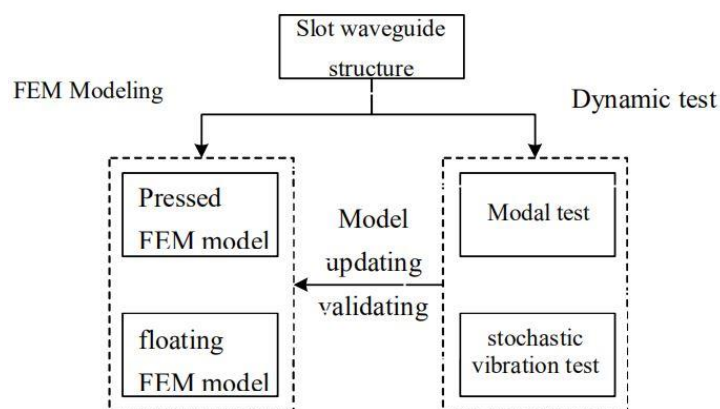 Slot waveguide
structure
FEM Modeling
Dynamic test
Pressed
FEM model
Model
updating
validating
Modal test
floating
FEM model
stochastic
vibration test